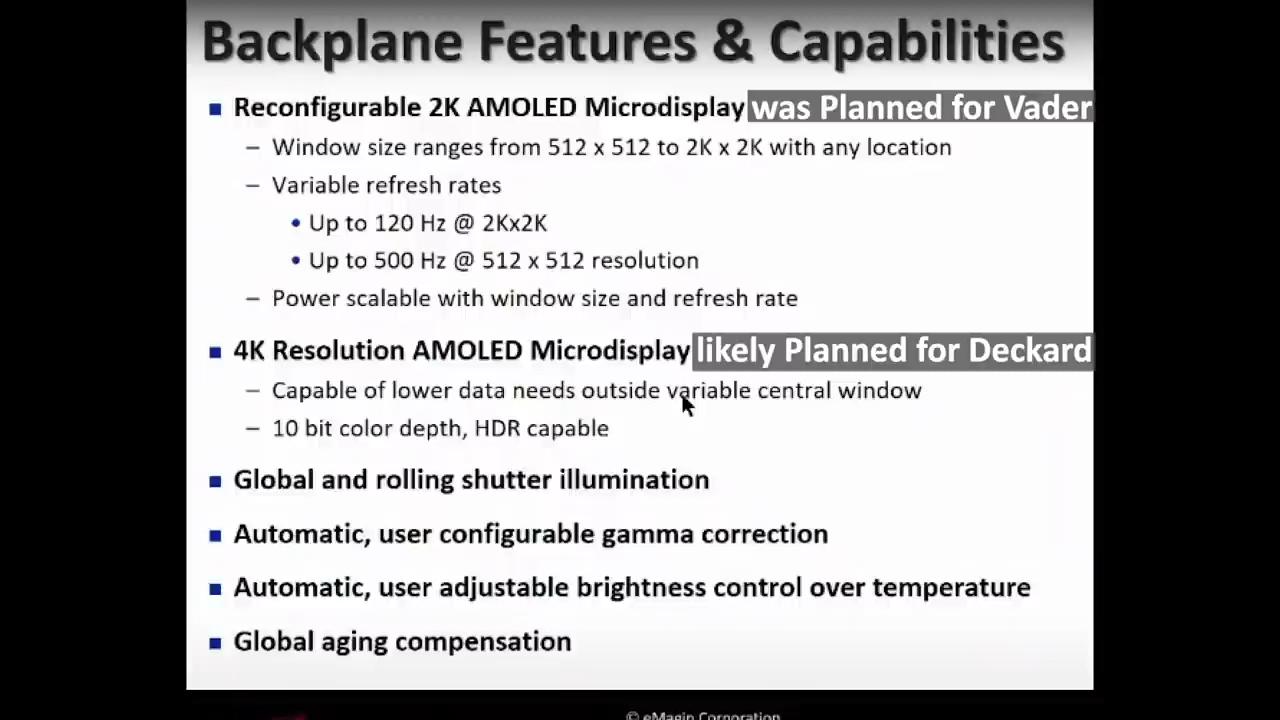 Backplane Features & Capabilities
■ Reconfigurable 2K AMOLED Microdisplay was Planned for Vader
– Window size ranges from 512 x 512 to 2K x 2K with any location
– Variable refresh rates
• Up to 120 Hz @ 2Kx2K
• Up to 500 Hz @ 512 x 512 resolution
– Power scalable with window size and refresh rate
■ 4K Resolution AMOLED Microdisplay likely Planned for Deckard
– Capable of lower data needs outside variable central window
– 10 bit color depth, HDR capable
■ Global and rolling shutter illumination
■ Automatic, user configurable gamma correction
■ Automatic, user adjustable brightness control over temperature
■ Global aging compensation
© eMagin Corporation